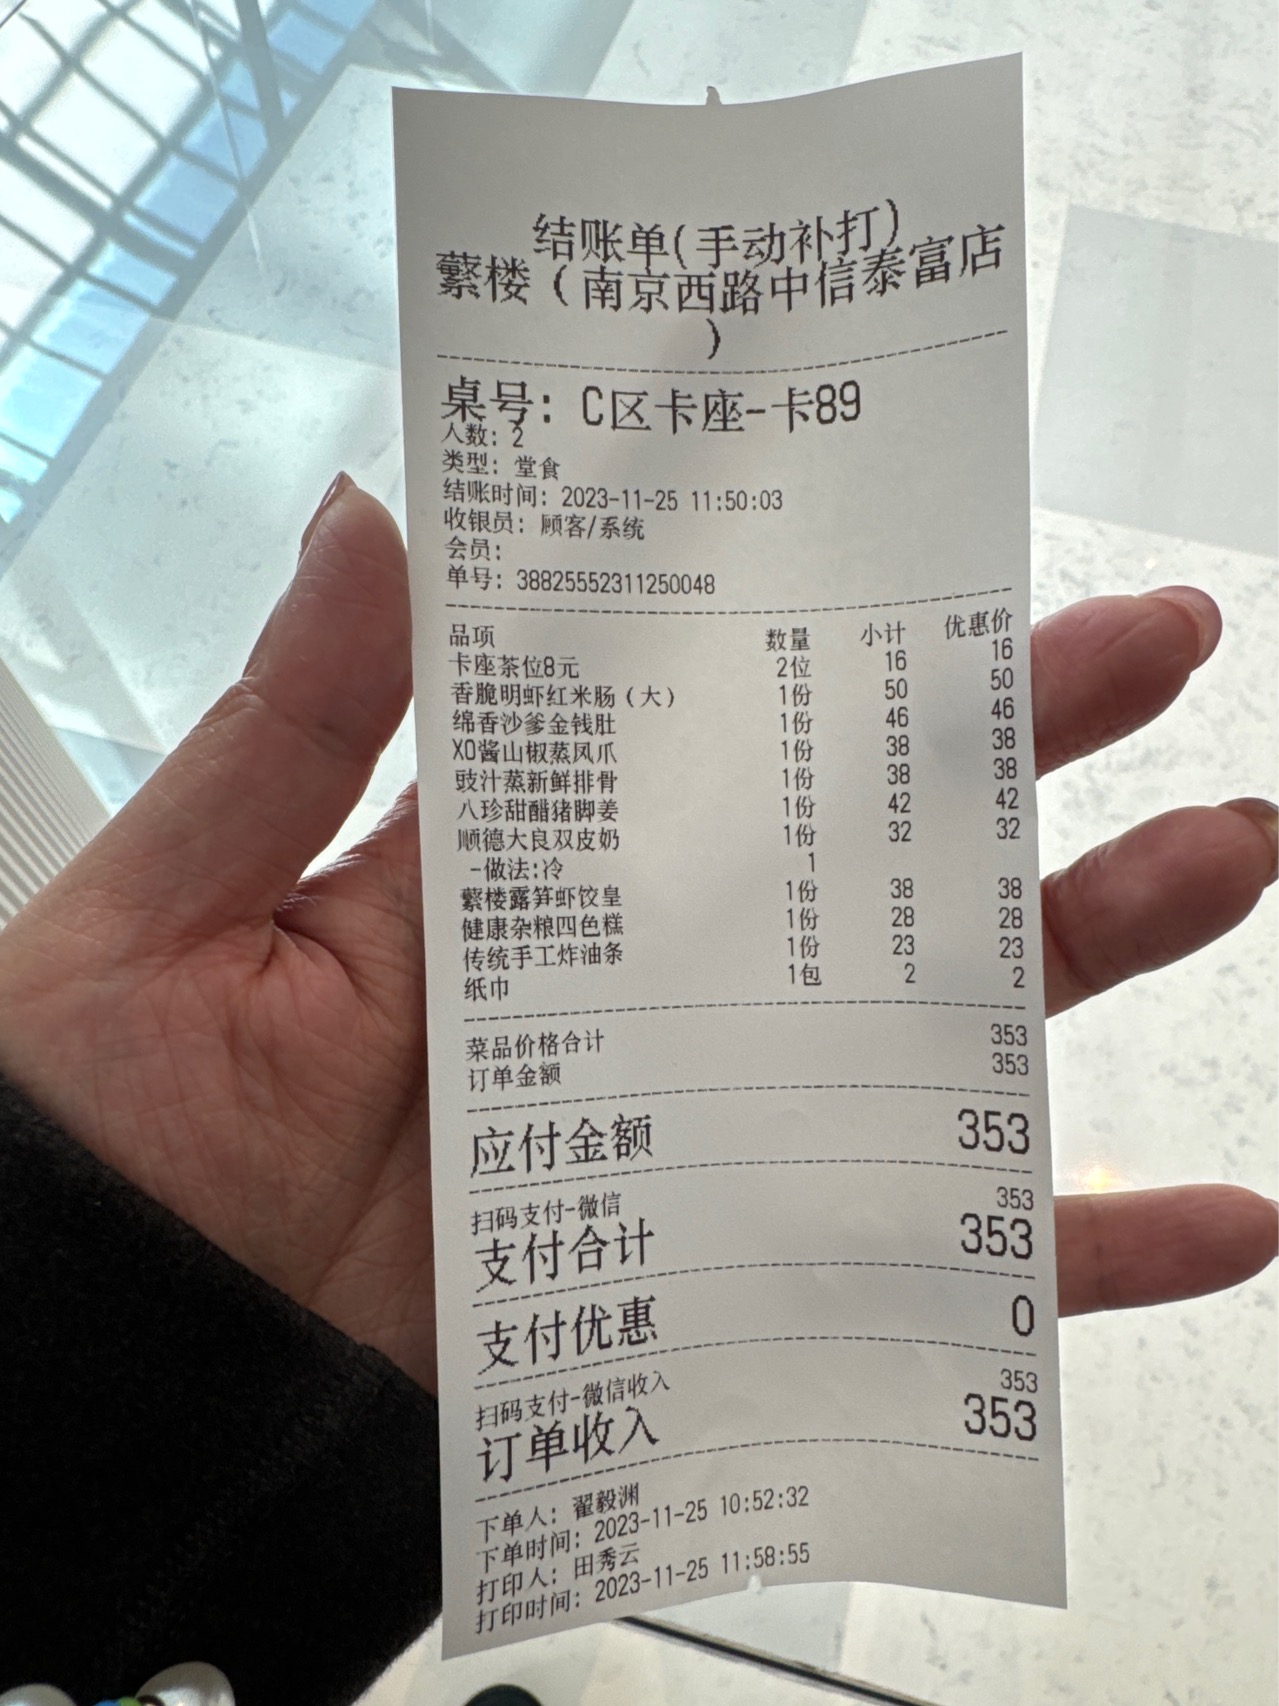 结账单(手动补打)
蘩楼（南京西路中信泰富店
）
桌号: C区卡座-卡89
人数: 2
类型: 堂食
结账时间: 2023-11-25 11:50:03
收银员: 顾客/系统
会员:
单号: 38825552311250048
品项 数量 小计 优惠价
卡座茶位8元 2位 16 16
香脆明虾红米肠（大） 1份 50 50
绵香沙爹金钱肚 1份 46 46
XO酱山椒蒸凤爪 1份 38 38
豉汁蒸新鲜排骨 1份 38 38
八珍甜醋猪脚姜 1份 42 42
顺德大良双皮奶 1份 32 32
-做法:冷 1
蘩楼露笋虾饺皇 1份 38 38
健康杂粮四色糕 1份 28 28
传统手工炸油条 1份 23 23
纸巾 1包 2 2
菜品价格合计 353
订单金额 353
应付金额 353
扫码支付-微信 353
支付合计 353
支付优惠 0
扫码支付-微信收入 353
订单收入 353
下单人: 翟毅渊
下单时间: 2023-11-25 10:52:32
打印人: 田秀云
打印时间: 2023-11-25 11:58:55